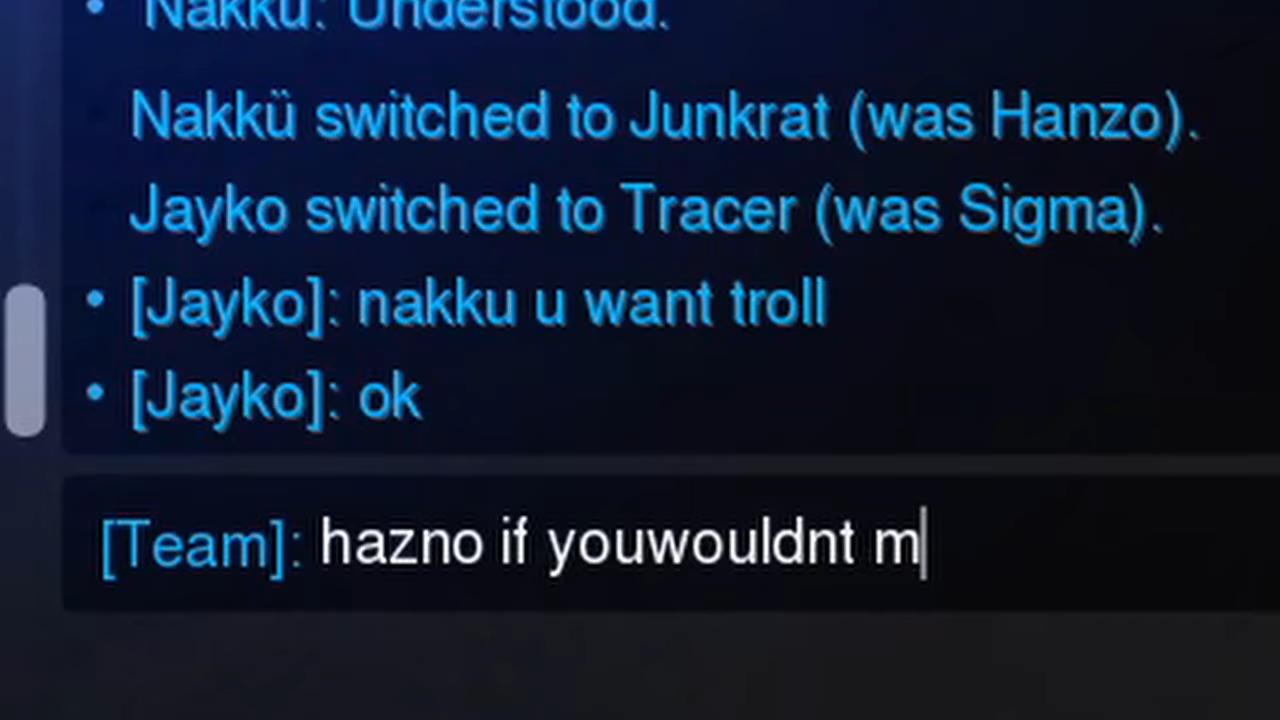 Nakkü: Understood.
Nakkü switched to Junkrat (was Hanzo).
Jayko switched to Tracer (was Sigma).
[Jayko]: nakku u want troll
[Jayko]: ok
[Team]: hazno if youwouldnt m